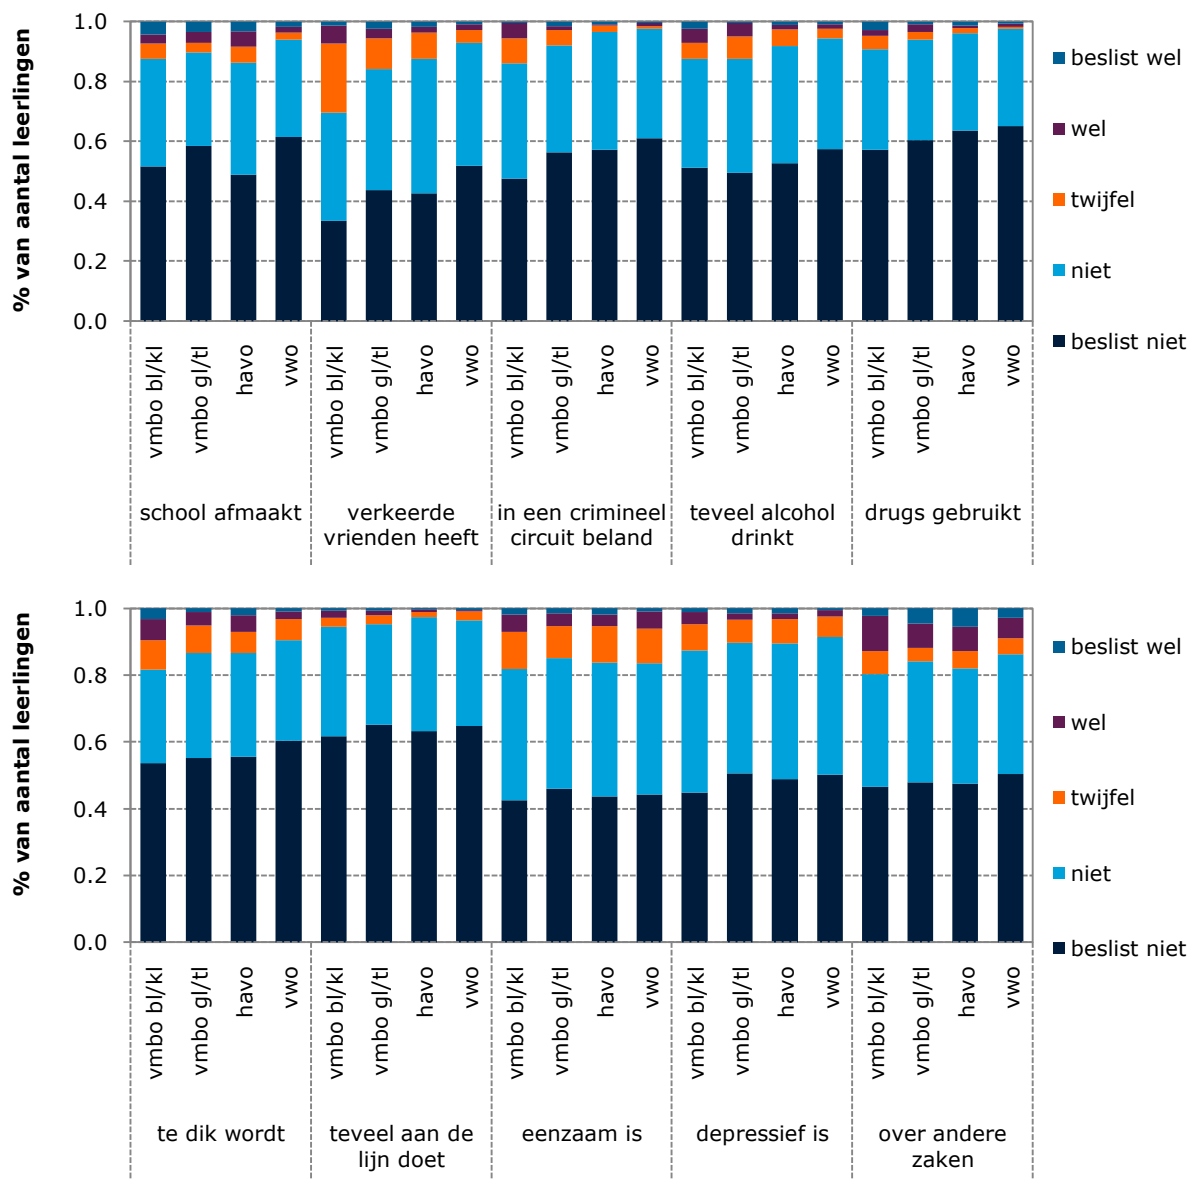 % van aantal leerlingen
1.0
0.8
0.6
0.4
0.2
0.0
vmbo bl/kl
vmbo gl/tl
havo
vwo
vmbo bl/kl
vmbo gl/tl
havo
vwo
vmbo bl/kl
vmbo gl/tl
havo
vwo
vmbo bl/kl
vmbo gl/tl
havo
vwo
vmbo bl/kl
vmbo gl/tl
havo
vwo
school afmaakt
verkeerde
vrienden heeft
in een crimineel
circuit beland
teveel alcohol
drinkt
drugs gebruikt
beslist wel
wel
twijfel
niet
beslist niet
% van aantal leerlingen
1.0
0.8
0.6
0.4
0.2
0.0
vmbo bl/kl
vmbo gl/tl
havo
vwo
vmbo bl/kl
vmbo gl/tl
havo
vwo
vmbo bl/kl
vmbo gl/tl
havo
vwo
vmbo bl/kl
vmbo gl/tl
havo
vwo
vmbo bl/kl
vmbo gl/tl
havo
vwo
te dik wordt
teveel aan de
lijn doet
eenzaam is
depressief is
over andere
zaken
beslist wel
wel
twijfel
niet
beslist niet